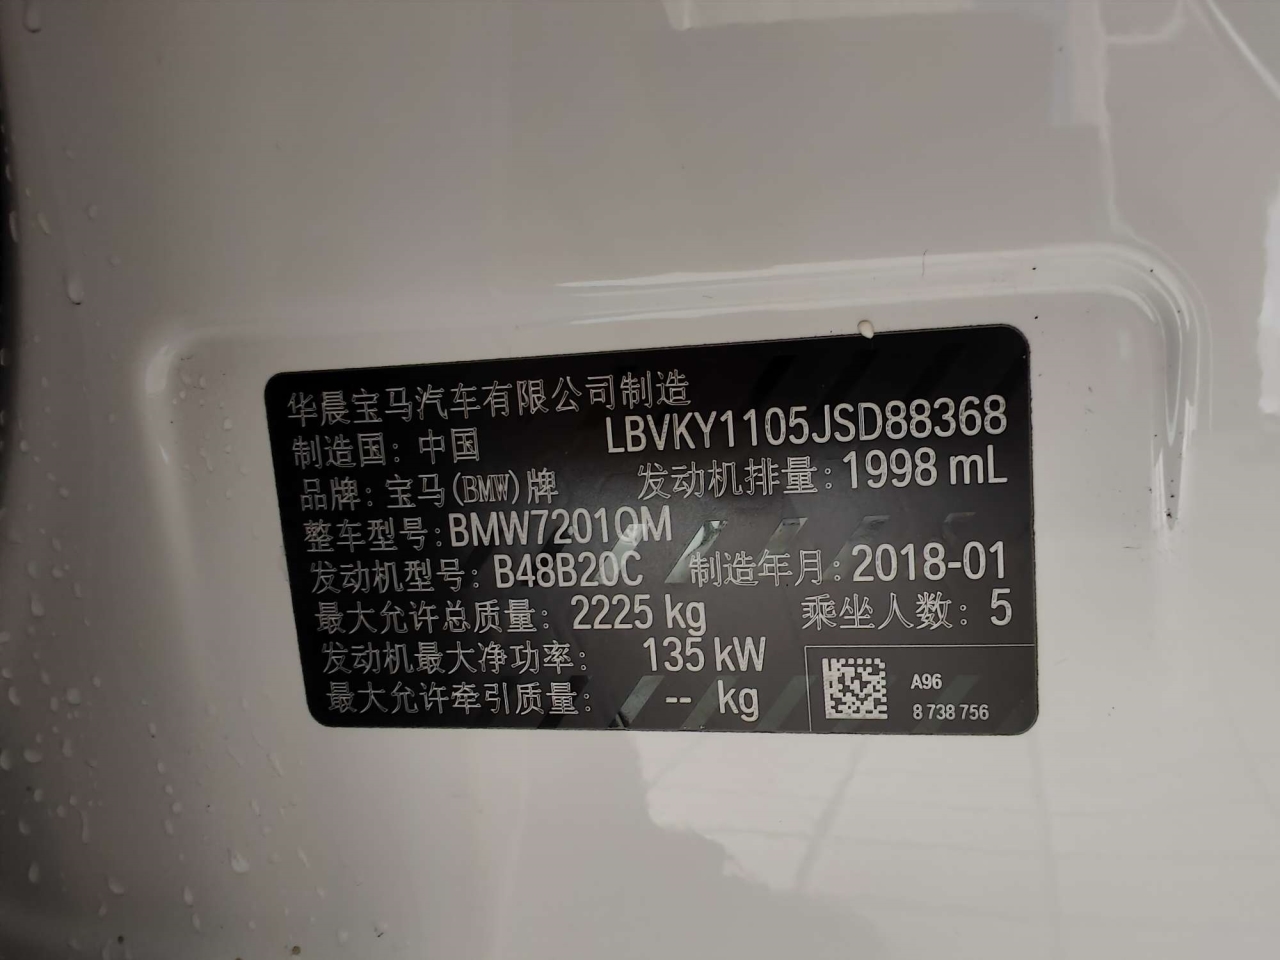 华晨宝马汽车有限公司制造
制造国：中国 LBVKY1105JSD88368
品牌：宝马(BMW)牌 发动机排量：1998 mL
整车型号：BMW7201QM
发动机型号：B48B20C 制造年月：2018-01
最大允许总质量：2225 kg 乘坐人数：5
发动机最大净功率：135 kW
最大允许牵引质量：-- kg
A96
8 738 756